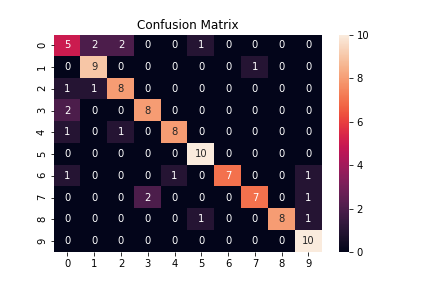 Confusion Matrix
0 5 2 2 0 0 1 0 0 0 0
1 0 9 0 0 0 0 0 1 0 0
2 1 1 8 0 0 0 0 0 0 0
3 2 0 0 8 0 0 0 0 0 0
4 1 0 1 0 8 0 0 0 0 0
5 0 0 0 0 0 10 0 0 0 0
6 1 0 0 0 1 0 7 0 0 1
7 0 0 0 2 0 0 0 7 0 1
8 0 0 0 0 0 1 0 0 8 1
9 0 0 0 0 0 0 0 0 0 10
0 1 2 3 4 5 6 7 8 9
10
8
6
4
2
0